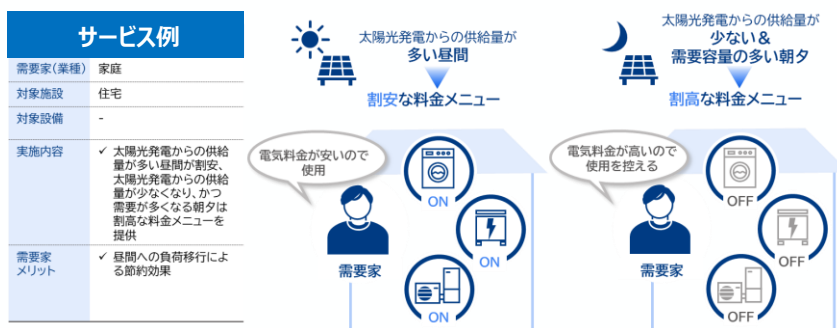 サービス例
需要家(業種) 家庭
対象施設 住宅
対象設備 -
実施内容 ✓ 太陽光発電からの供給
量が多い昼間が割安、
太陽光発電からの供給
量が少なくなり、かつ
需要が多くなる朝夕は
割高な料金メニューを
提供
需要家 ✓ 昼間への負荷移行によ
メリット る節約効果
太陽光発電からの供給量が
多い昼間
割安な料金メニュー
電気料金が安いので
使用
ON
ON
ON
需要家
太陽光発電からの供給量が
少ない&
需要容量の多い朝夕
割高な料金メニュー
電気料金が高いので
使用を控える
OFF
OFF
OFF
需要家